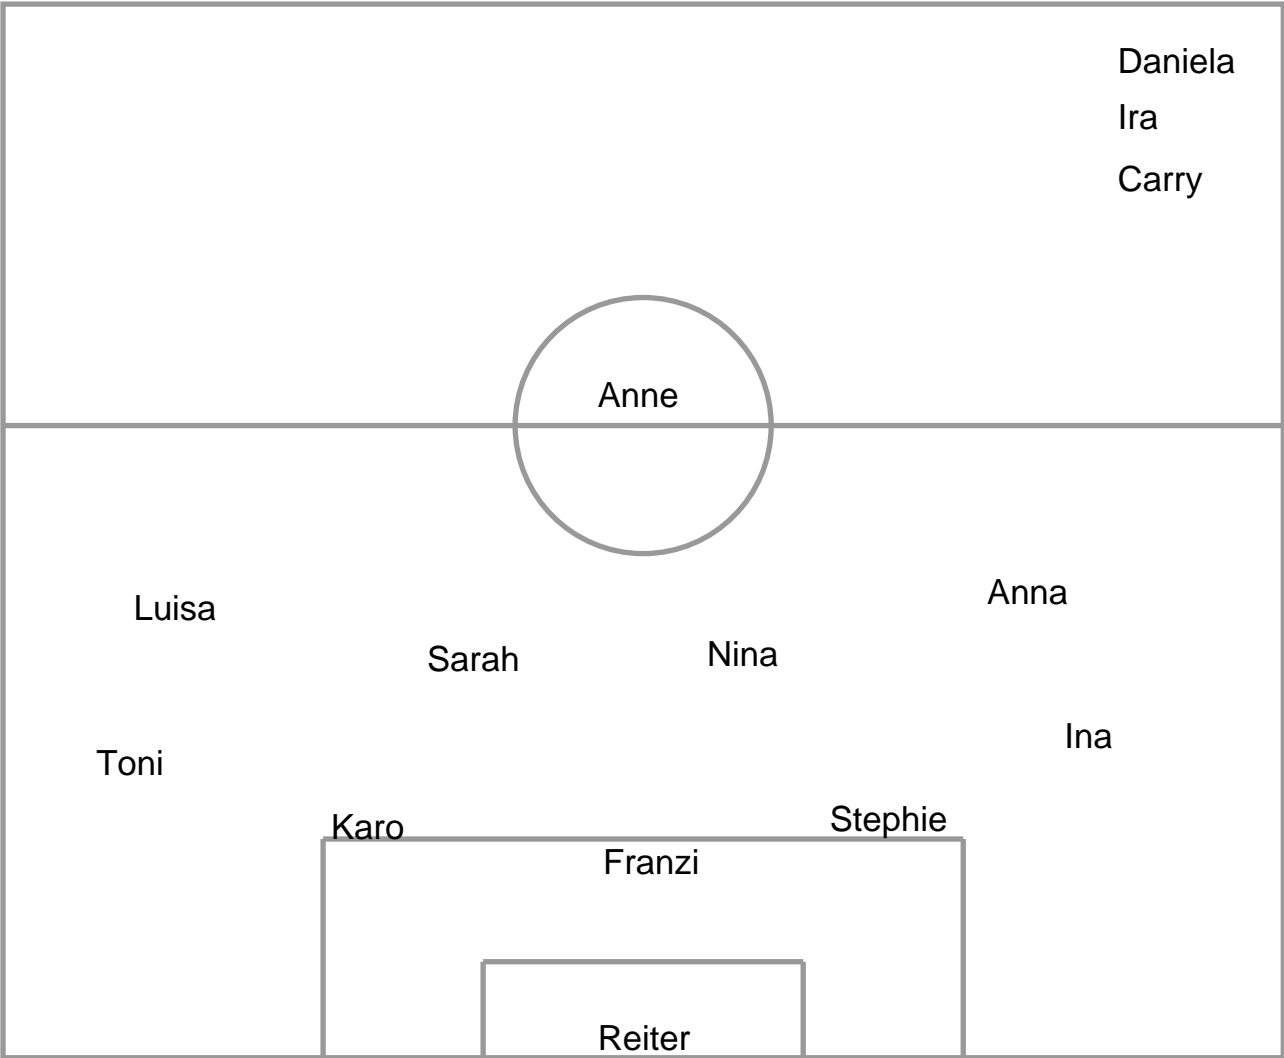 Daniela
Ira
Carry
Anne
Luisa
Anna
Sarah
Nina
Toni
Ina
Karo
Stephie
Franzi
Reiter